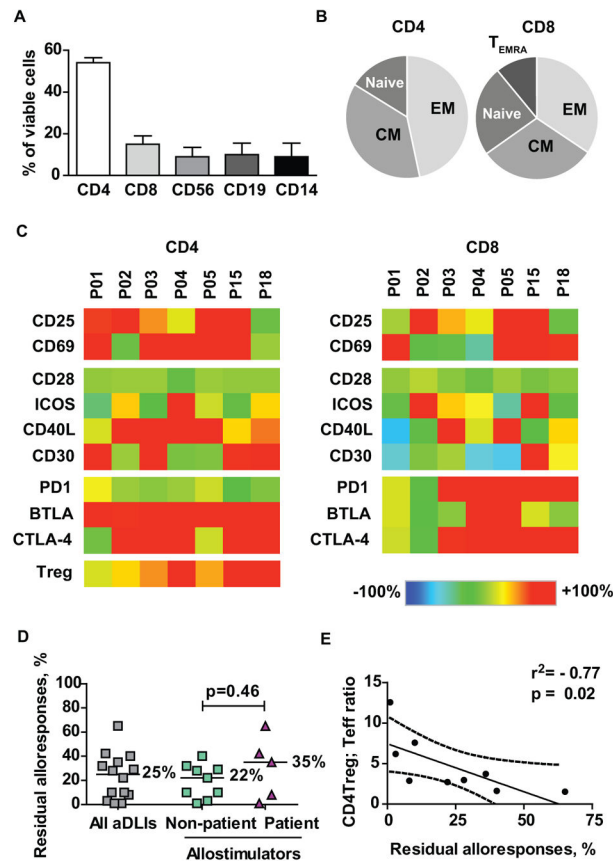 A
% of viable cells
60
40
20
0
CD4 CD8 CD56 CD19 CD14
B
CD4
Naive
EM
CM
CD8
T_EMRA
Naive
EM
CM
C
CD4
P01 P02 P03 P04 P05 P15 P18
CD25
CD69
CD28
ICOS
CD40L
CD30
PD1
BTLA
CTLA-4
Treg
CD8
P01 P02 P03 P04 P05 P15 P18
CD25
CD69
CD28
ICOS
CD40L
CD30
PD1
BTLA
CTLA-4
-100% +100%
D
Residual alloresponses, %
100
80
60
40
20
0
p=0.46
25% 22% 35%
All aDLIs Non-patient Patient
Allostimulators
E
r²= - 0.77
p = 0.02
CD4Treg; Teff ratio
15
10
5
0
0 25 50 75
Residual alloresponses, %